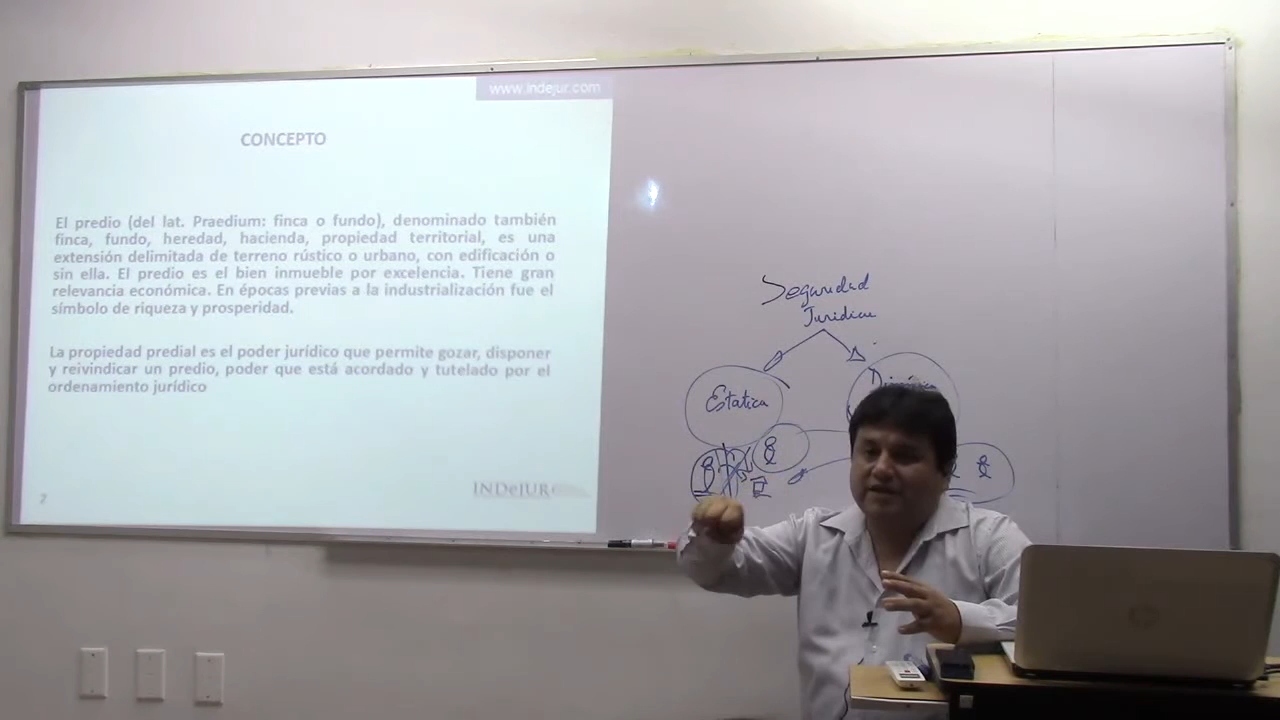 www.indejur.com
CONCEPTO
El predio (del lat. Praedium: finca o fundo), denominado también
finca, fundo, heredad, hacienda, propiedad territorial, es una
extensión delimitada de terreno rústico o urbano, con edificación o
sin ella. El predio es el bien inmueble por excelencia. Tiene gran
relevancia económica. En épocas previas a la industrialización fue el
símbolo de riqueza y prosperidad.
La propiedad predial es el poder jurídico que permite gozar, disponer
y reivindicar un predio, poder que está acordado y tutelado por el
ordenamiento jurídico
INDeJUR
2
Seguridad
Juridica
Estatica